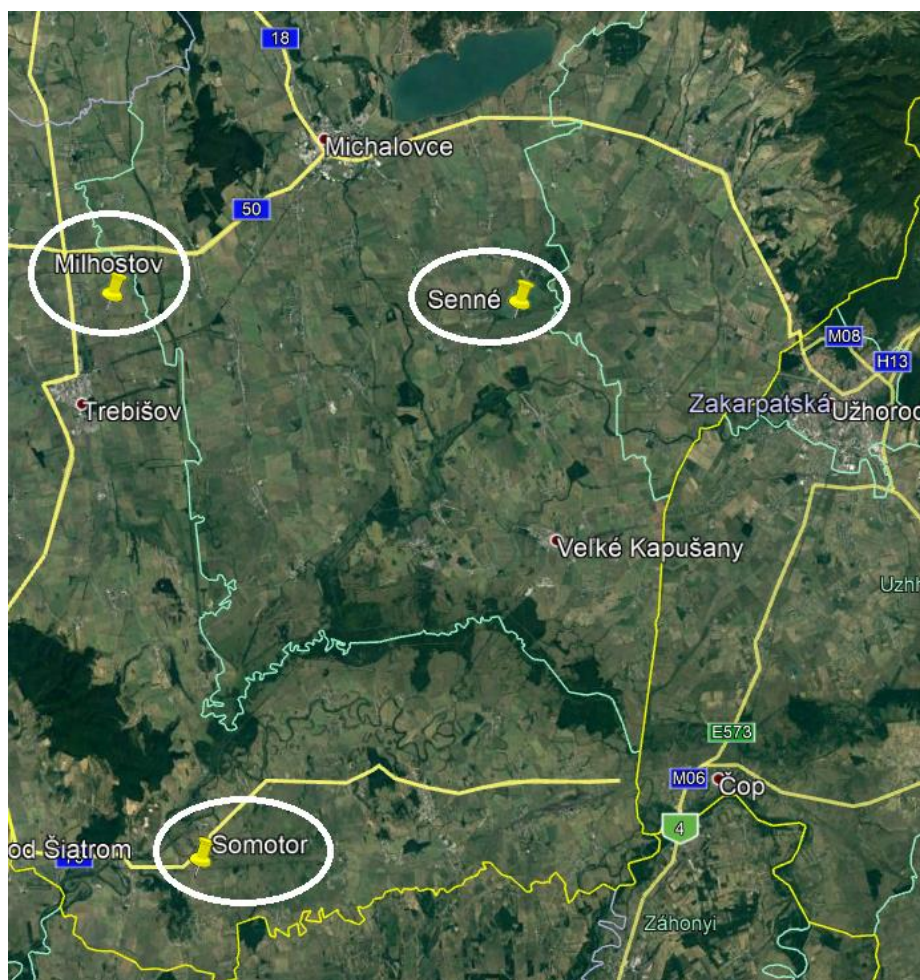 18
Michalovce
50
Milhostov
Senné
M08
H13
Trebišov
Zakarpatská
Užhorod
Veľké Kapušany
E573
M06
Čop
4
od Šiatrom
Somotor
Záhonyi